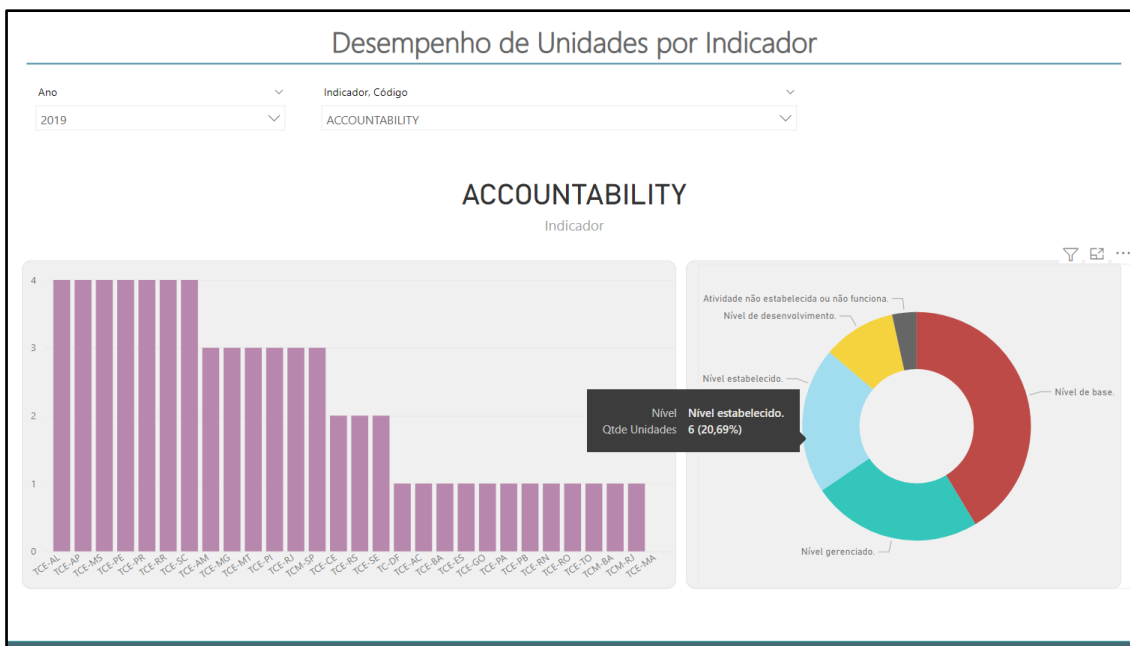 Desempenho de Unidades por Indicador
Ano
Indicador, Código
2019
ACCOUNTABILITY
ACCOUNTABILITY
Indicador
4
3
2
1
0
TCE-AL
TCE-AP
TCE-MS
TCE-PE
TCE-PR
TCE-RR
TCE-SC
TCE-AM
TCE-MG
TCE-MT
TCE-PI
TCE-RJ
TCM-SP
TCE-CE
TCE-RS
TCE-SE
TC-DF
TCE-AC
TCE-BA
TCE-ES
TCE-GO
TCE-PA
TCE-PB
TCE-RN
TCE-RO
TCE-TO
TCM-BA
TCM-RJ
TCE-MA
Atividade não estabelecida ou não funciona.
Nível de desenvolvimento.
Nível estabelecido.
Nível de base.
Nível gerenciado.
Nível Nível estabelecido.
Qtde Unidades 6 (20,69%)